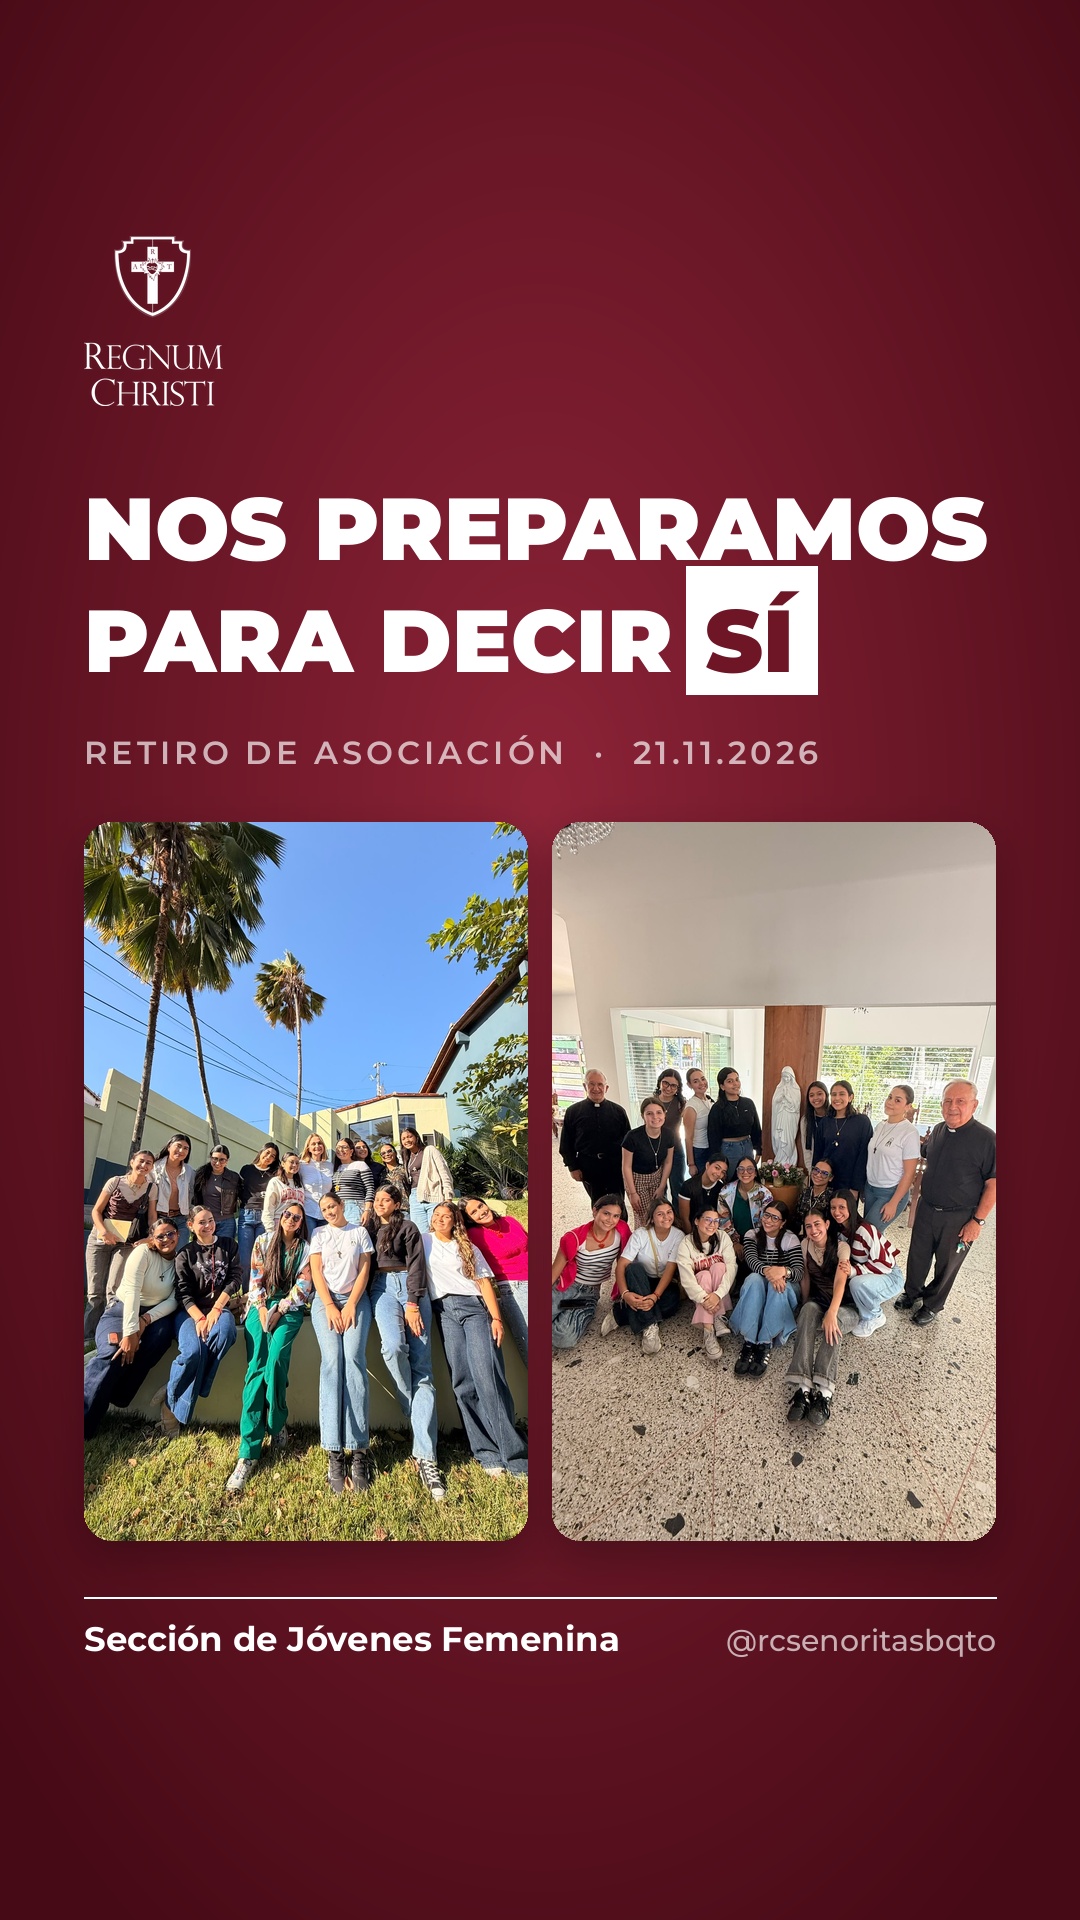 REGNUM
CHRISTI
NOS PREPARAMOS
PARA DECIR SÍ
RETIRO DE ASOCIACIÓN · 21.11.2026
Sección de Jóvenes Femenina @rcsenoritasbqto